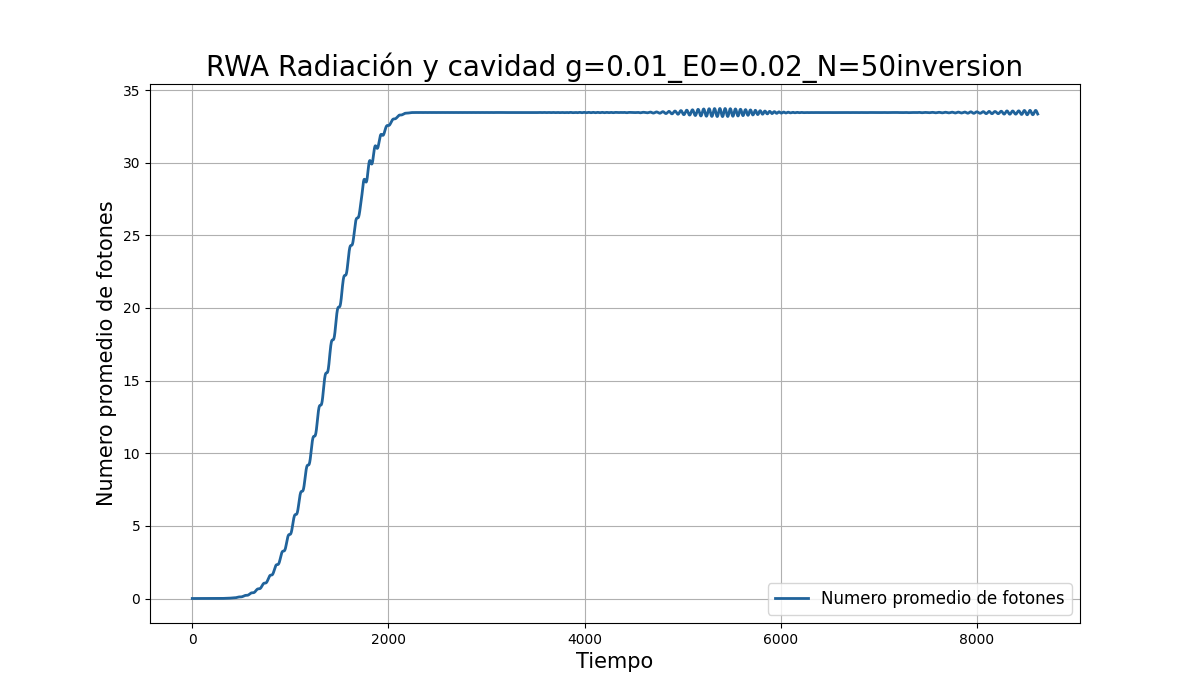 RWA Radiación y cavidad g=0.01_E0=0.02_N=50inversion
Numero promedio de fotones
35
30
25
20
15
10
5
0
0 2000 4000 6000 8000
Tiempo
Numero promedio de fotones